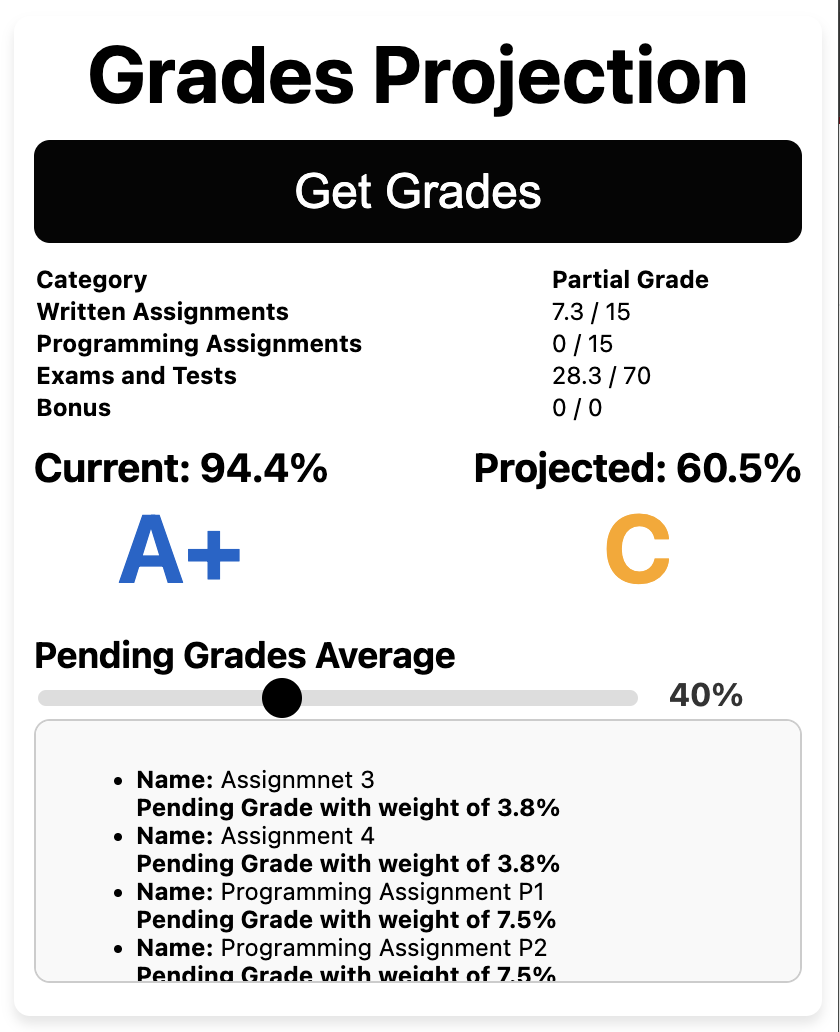 Grades Projection
Get Grades
Category Partial Grade
Written Assignments 7.3 / 15
Programming Assignments 0 / 15
Exams and Tests 28.3 / 70
Bonus 0 / 0
Current: 94.4% Projected: 60.5%
A+ C
Pending Grades Average
40%
• Name: Assignmnet 3
Pending Grade with weight of 3.8%
• Name: Assignment 4
Pending Grade with weight of 3.8%
• Name: Programming Assignment P1
Pending Grade with weight of 7.5%
• Name: Programming Assignment P2
Pending Grade with weight of 7.5%